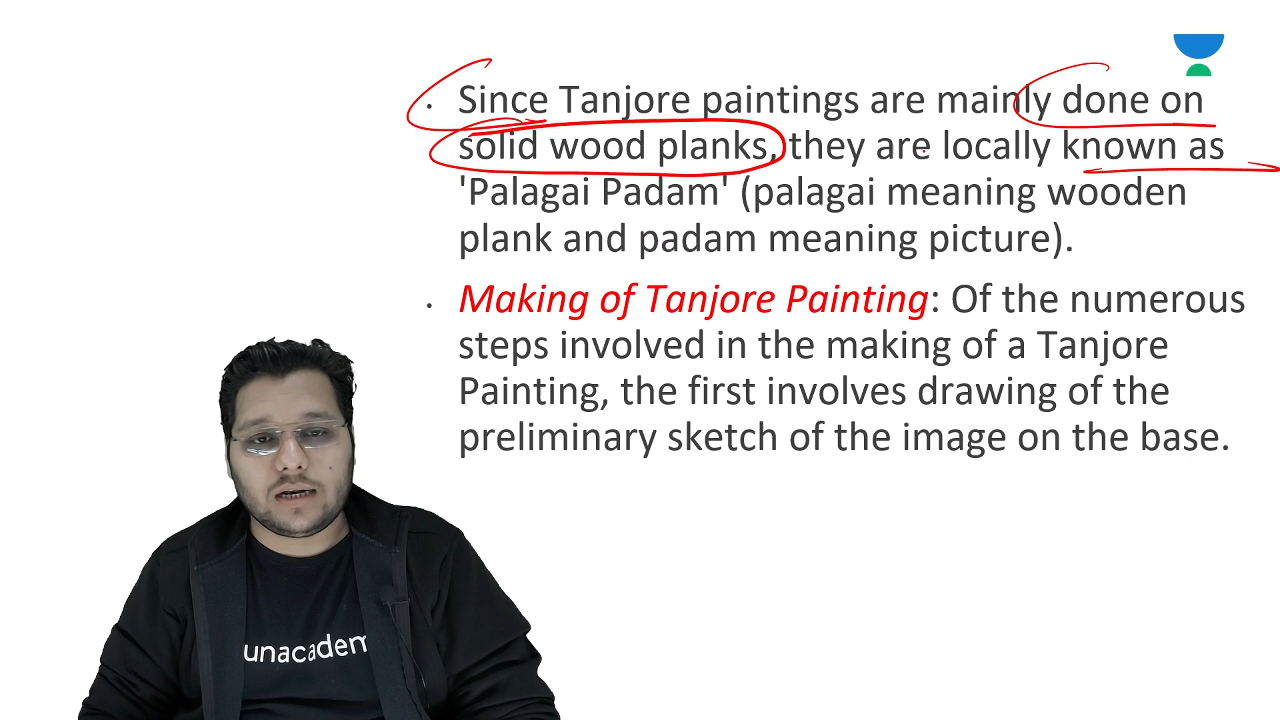 • Since Tanjore paintings are mainly done on
solid wood planks, they are locally known as
'Palagai Padam' (palagai meaning wooden
plank and padam meaning picture).
• Making of Tanjore Painting: Of the numerous
steps involved in the making of a Tanjore
Painting, the first involves drawing of the
preliminary sketch of the image on the base.
unacadem